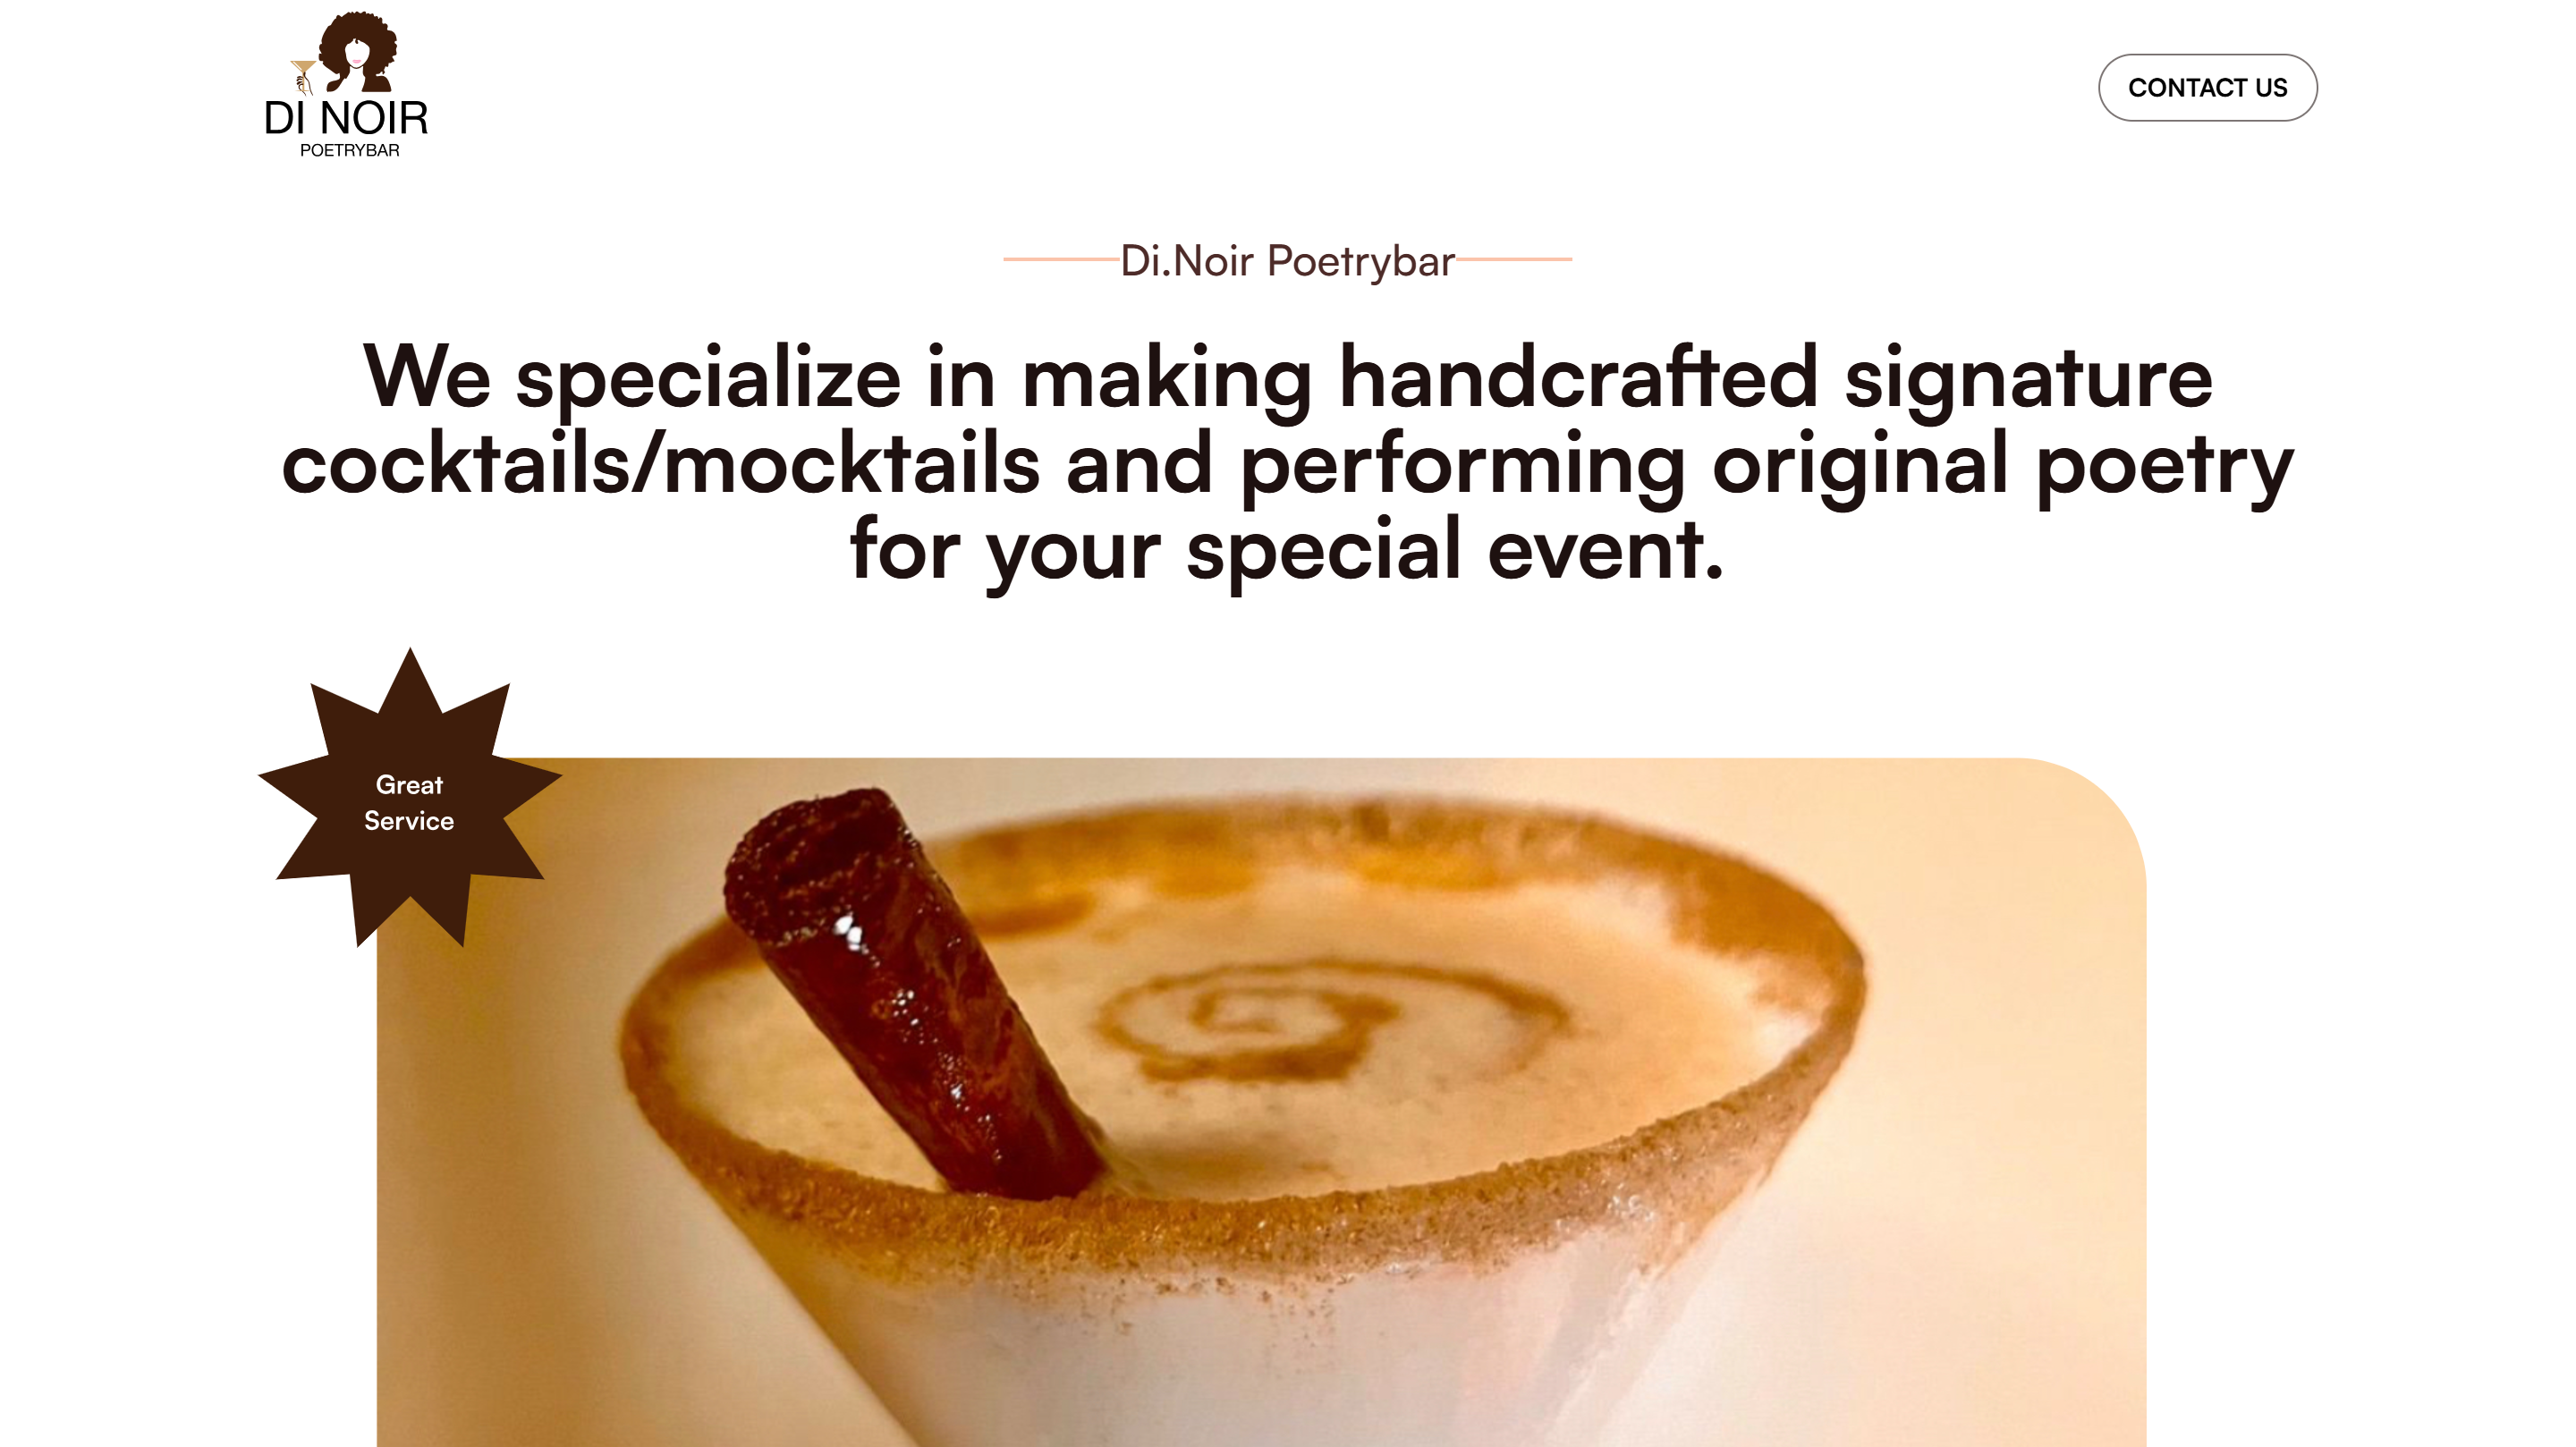 DI NOIR
POETRYBAR
CONTACT US
Di.Noir Poetrybar
We specialize in making handcrafted signature
cocktails/mocktails and performing original poetry
for your special event.
Great
Service